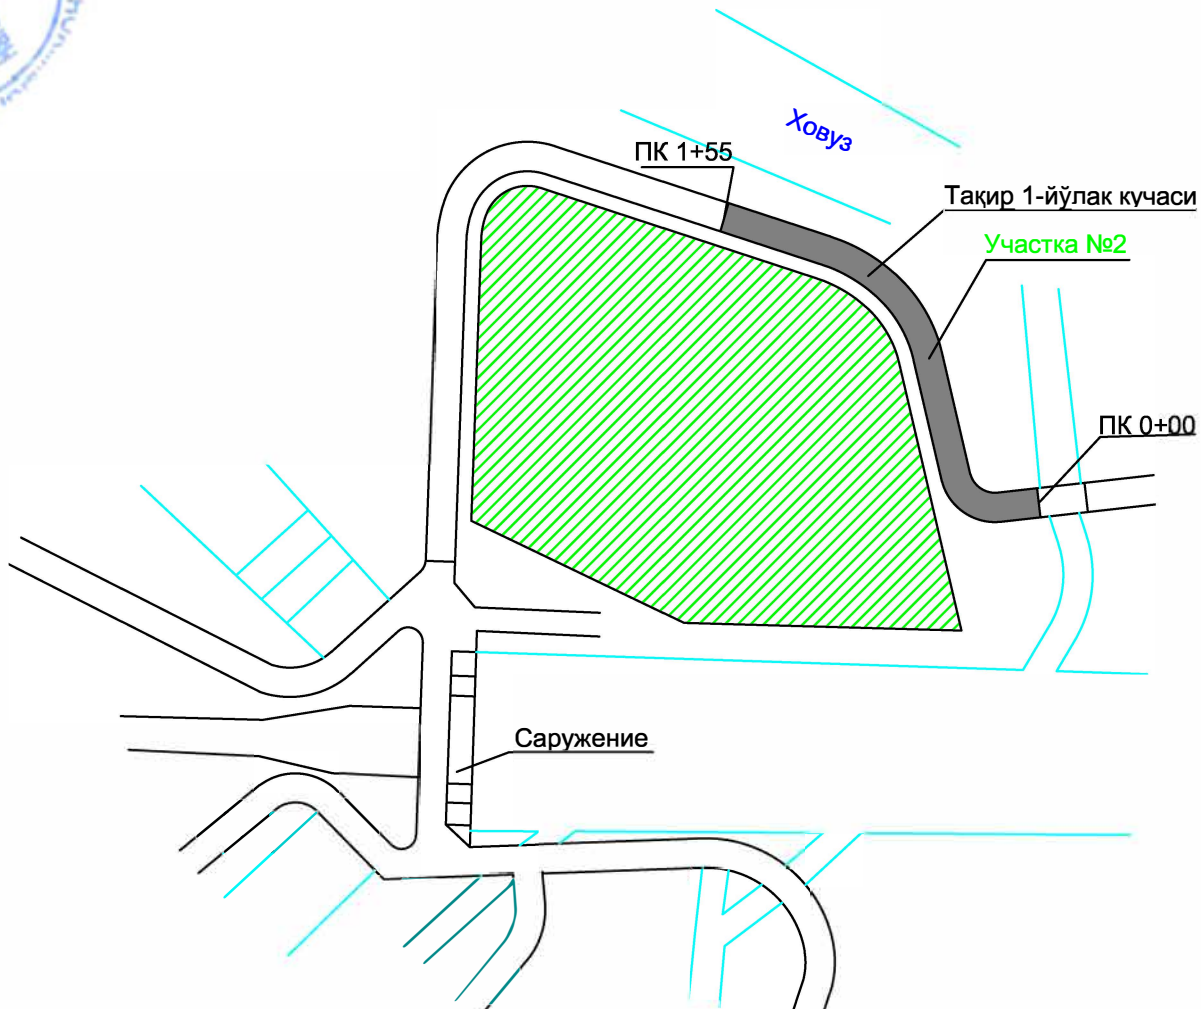 Ховуз
ПК 1+55
Тақир 1-йўлак кучаси
Участка №2
ПК 0+00
Саружение